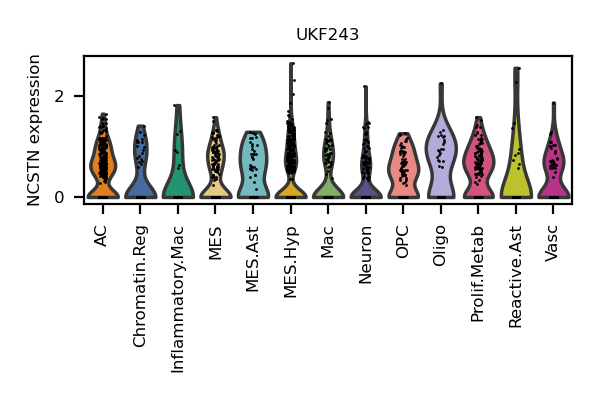 UKF243
NCSTN expression
2
0
AC
Chromatin.Reg
Inflammatory.Mac
MES
MES.Ast
MES.Hyp
Mac
Neuron
OPC
Oligo
Prolif.Metab
Reactive.Ast
Vasc